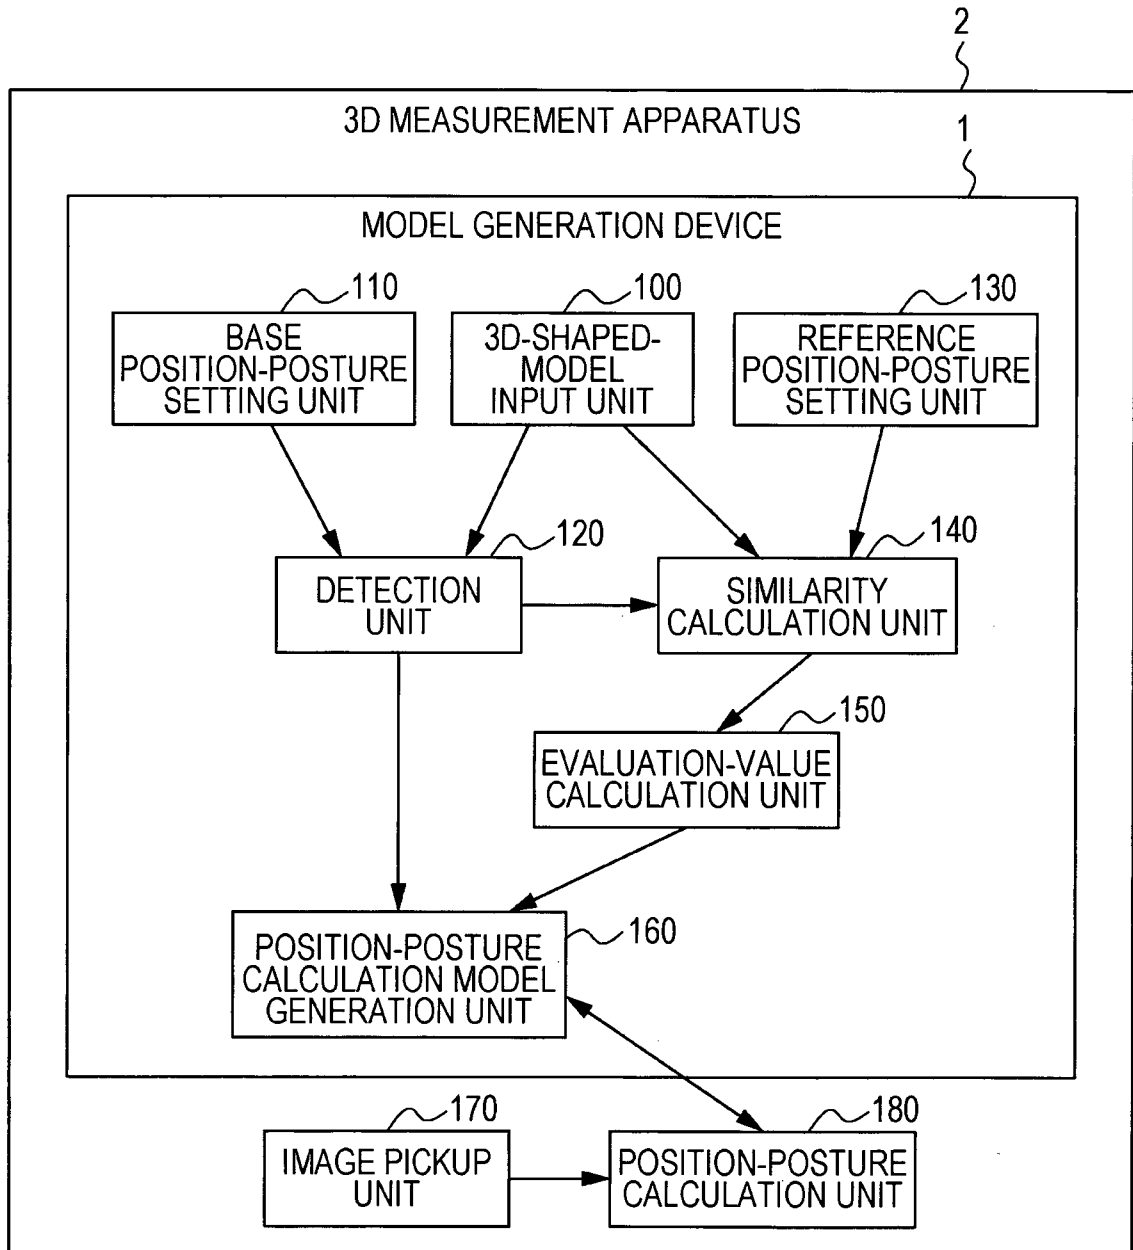 2
3D MEASUREMENT APPARATUS
1
MODEL GENERATION DEVICE
110
100
130
BASE
POSITION-POSTURE
SETTING UNIT
3D-SHAPED-
MODEL
INPUT UNIT
REFERENCE
POSITION-POSTURE
SETTING UNIT
120
140
DETECTION
UNIT
SIMILARITY
CALCULATION UNIT
150
EVALUATION-VALUE
CALCULATION UNIT
160
POSITION-POSTURE
CALCULATION MODEL
GENERATION UNIT
170
180
IMAGE PICKUP
UNIT
POSITION-POSTURE
CALCULATION UNIT